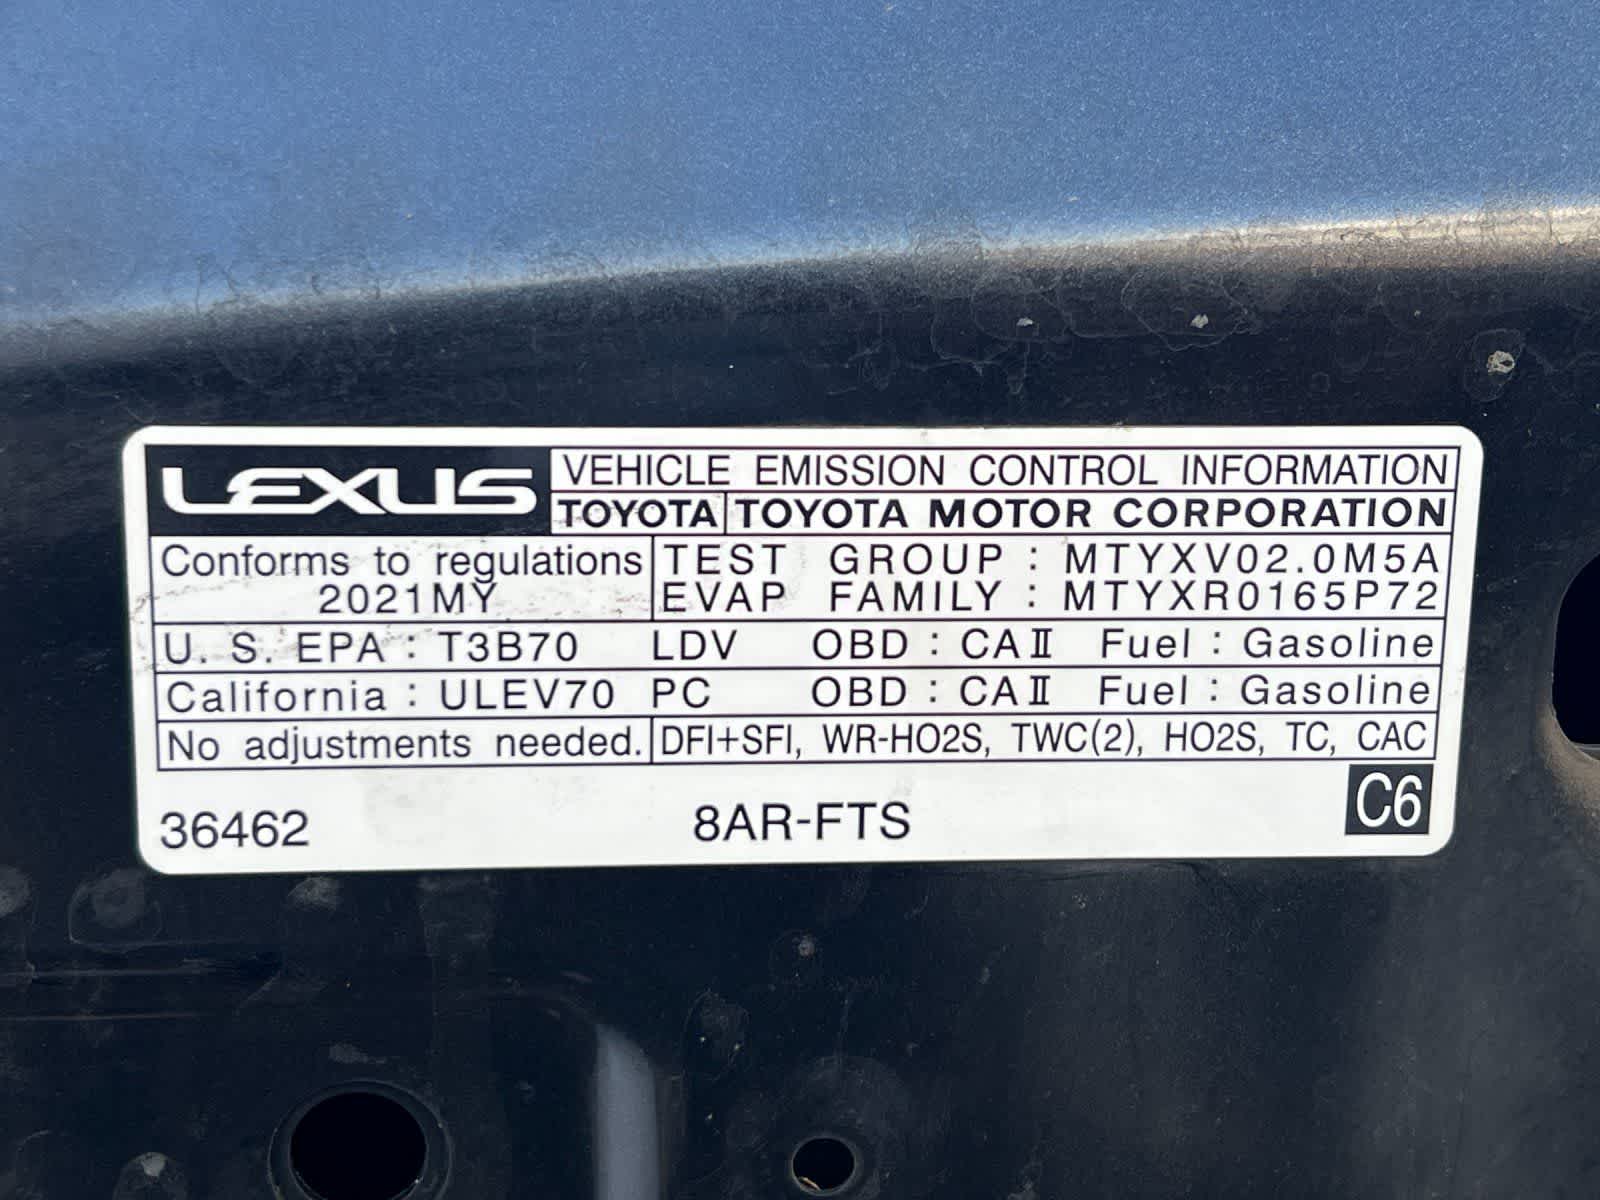 LEXUS VEHICLE EMISSION CONTROL INFORMATION
TOYOTA TOYOTA MOTOR CORPORATION
Conforms to regulations TEST GROUP : MTYXV02.0M5A
2021MY EVAP FAMILY : MTYXR0165P72
U. S. EPA : T3B70 LDV OBD : CAⅡ Fuel : Gasoline
California : ULEV70 PC OBD : CAⅡ Fuel : Gasoline
No adjustments needed. DFI+SFI, WR-HO2S, TWC(2), HO2S, TC, CAC
36462 8AR-FTS C6